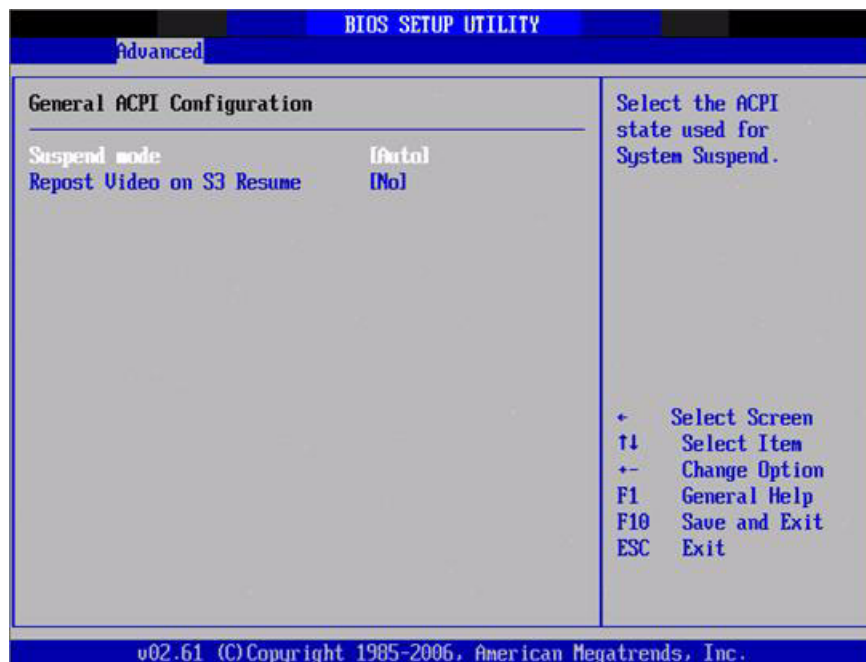 BIOS SETUP UTILITY
Advanced
General ACPI Configuration
Suspend mode [Auto]
Repost Video on S3 Resume [No]
Select the ACPI
state used for
System Suspend.
← Select Screen
↑↓ Select Item
+- Change Option
F1 General Help
F10 Save and Exit
ESC Exit
v02.61 (C)Copyright 1985-2006, American Megatrends, Inc.